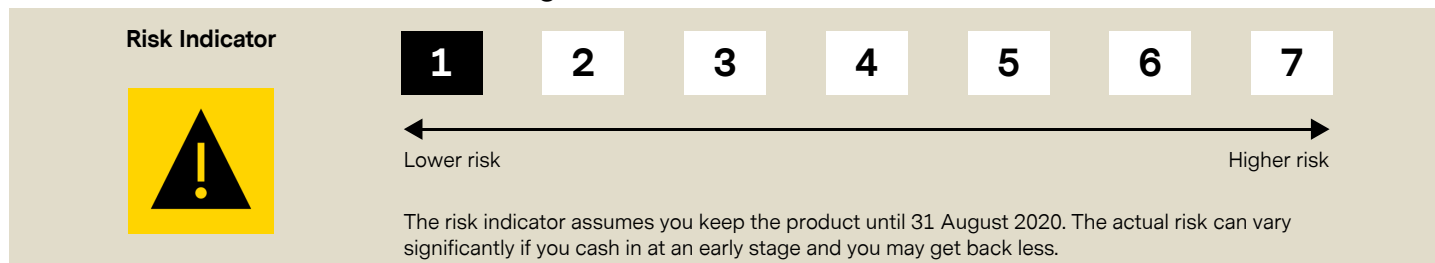 Risk Indicator
1 2 3 4 5 6 7
Lower risk Higher risk
The risk indicator assumes you keep the product until 31 August 2020. The actual risk can vary
significantly if you cash in at an early stage and you may get back less.